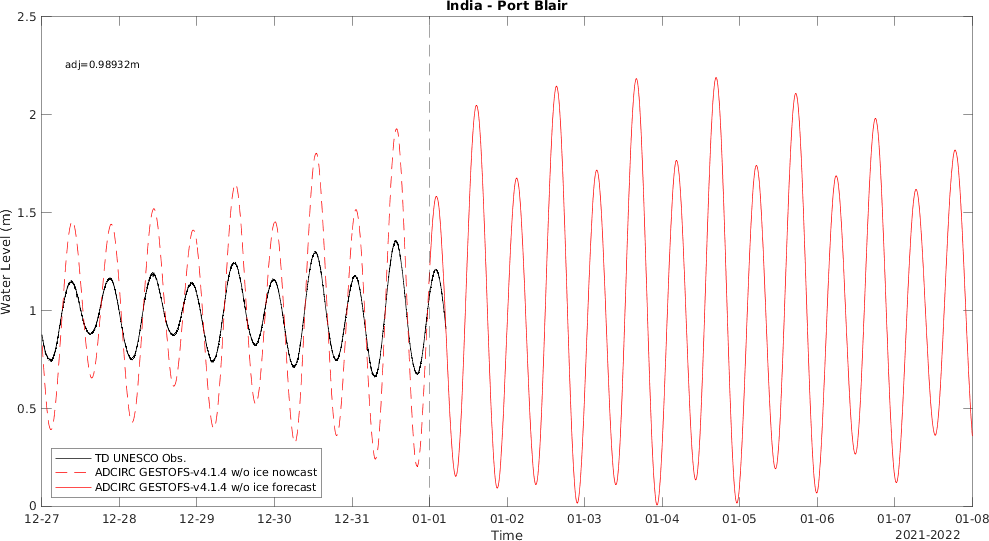 India - Port Blair
adj=0.98932m
Water Level (m)
2.5
2
1.5
1
0.5
0
TD UNESCO Obs.
ADCIRC GESTOFS-v4.1.4 w/o ice nowcast
ADCIRC GESTOFS-v4.1.4 w/o ice forecast
12-27 12-28 12-29 12-30 12-31 01-01 01-02 01-03 01-04 01-05 01-06 01-07 01-08
Time
2021-2022